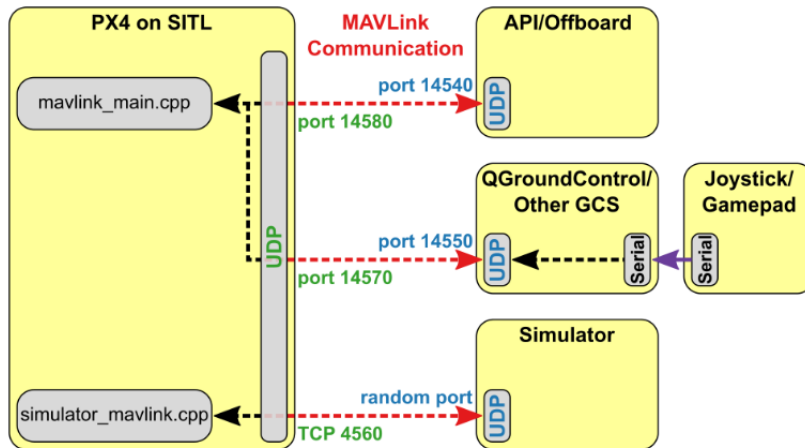 PX4 on SITL
mavlink_main.cpp
UDP
simulator_mavlink.cpp
MAVLink
Communication
port 14540
port 14580
port 14550
port 14570
random port
TCP 4560
API/Offboard
UDP
QGroundControl/
Other GCS
UDP
Serial
Joystick/
Gamepad
Serial
Simulator
UDP